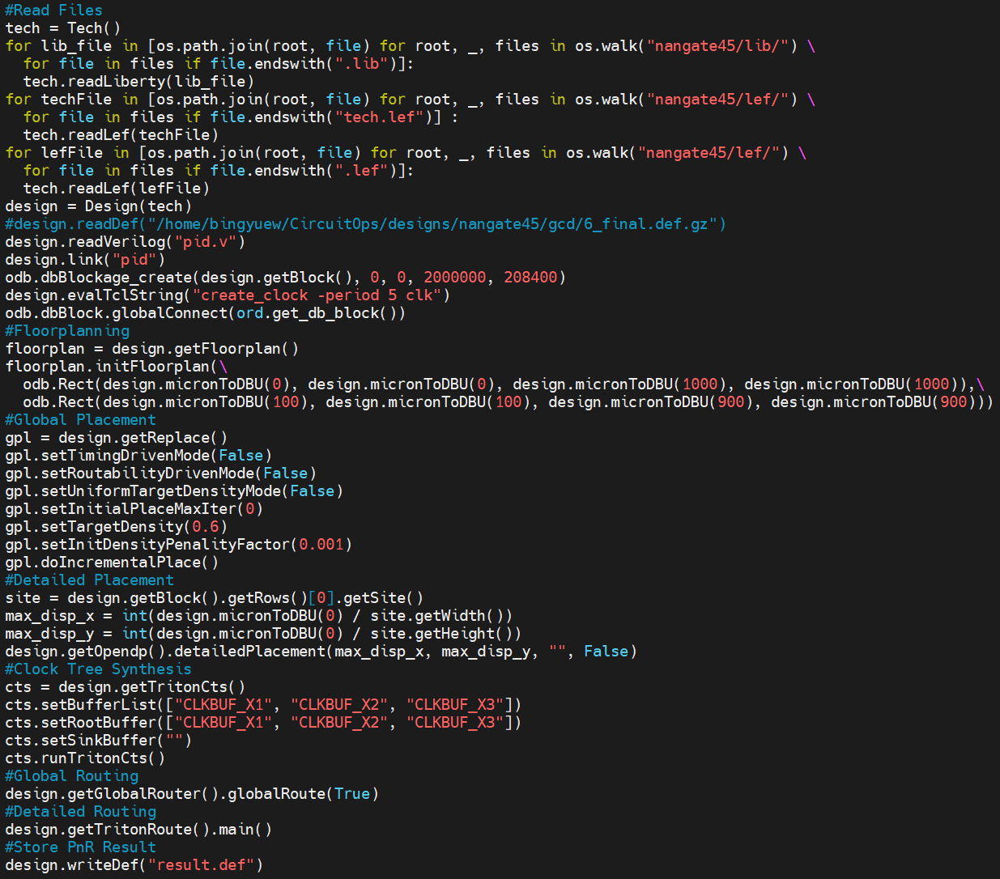 #Read Files
tech = Tech()
for lib_file in [os.path.join(root, file) for root, _, files in os.walk("nangate45/lib/") \
  for file in files if file.endswith(".lib")]:
  tech.readLiberty(lib_file)
for techFile in [os.path.join(root, file) for root, _, files in os.walk("nangate45/lef/") \
  for file in files if file.endswith("tech.lef")] :
  tech.readLef(techFile)
for lefFile in [os.path.join(root, file) for root, _, files in os.walk("nangate45/lef/") \
  for file in files if file.endswith(".lef")]:
  tech.readLef(lefFile)
design = Design(tech)
#design.readDef("/home/bingyuew/CircuitOps/designs/nangate45/gcd/6_final.def.gz")
design.readVerilog("pid.v")
design.link("pid")
odb.dbBlockage_create(design.getBlock(), 0, 0, 2000000, 208400)
design.evalTclString("create_clock -period 5 clk")
odb.dbBlock.globalConnect(ord.get_db_block())
#Floorplanning
floorplan = design.getFloorplan()
floorplan.initFloorplan(\
  odb.Rect(design.micronToDBU(0), design.micronToDBU(0), design.micronToDBU(1000), design.micronToDBU(1000)),\
  odb.Rect(design.micronToDBU(100), design.micronToDBU(100), design.micronToDBU(900), design.micronToDBU(900)))
#Global Placement
gpl = design.getReplace()
gpl.setTimingDrivenMode(False)
gpl.setRoutabilityDrivenMode(False)
gpl.setUniformTargetDensityMode(False)
gpl.setInitialPlaceMaxIter(0)
gpl.setTargetDensity(0.6)
gpl.setInitDensityPenalityFactor(0.001)
gpl.doIncrementalPlace()
#Detailed Placement
site = design.getBlock().getRows()[0].getSite()
max_disp_x = int(design.micronToDBU(0) / site.getWidth())
max_disp_y = int(design.micronToDBU(0) / site.getHeight())
design.getOpendp().detailedPlacement(max_disp_x, max_disp_y, "", False)
#Clock Tree Synthesis
cts = design.getTritonCts()
cts.setBufferList(["CLKBUF_X1", "CLKBUF_X2", "CLKBUF_X3"])
cts.setRootBuffer(["CLKBUF_X1", "CLKBUF_X2", "CLKBUF_X3"])
cts.setSinkBuffer("")
cts.runTritonCts()
#Global Routing
design.getGlobalRouter().globalRoute(True)
#Detailed Routing
design.getTritonRoute().main()
#Store PnR Result
design.writeDef("result.def")